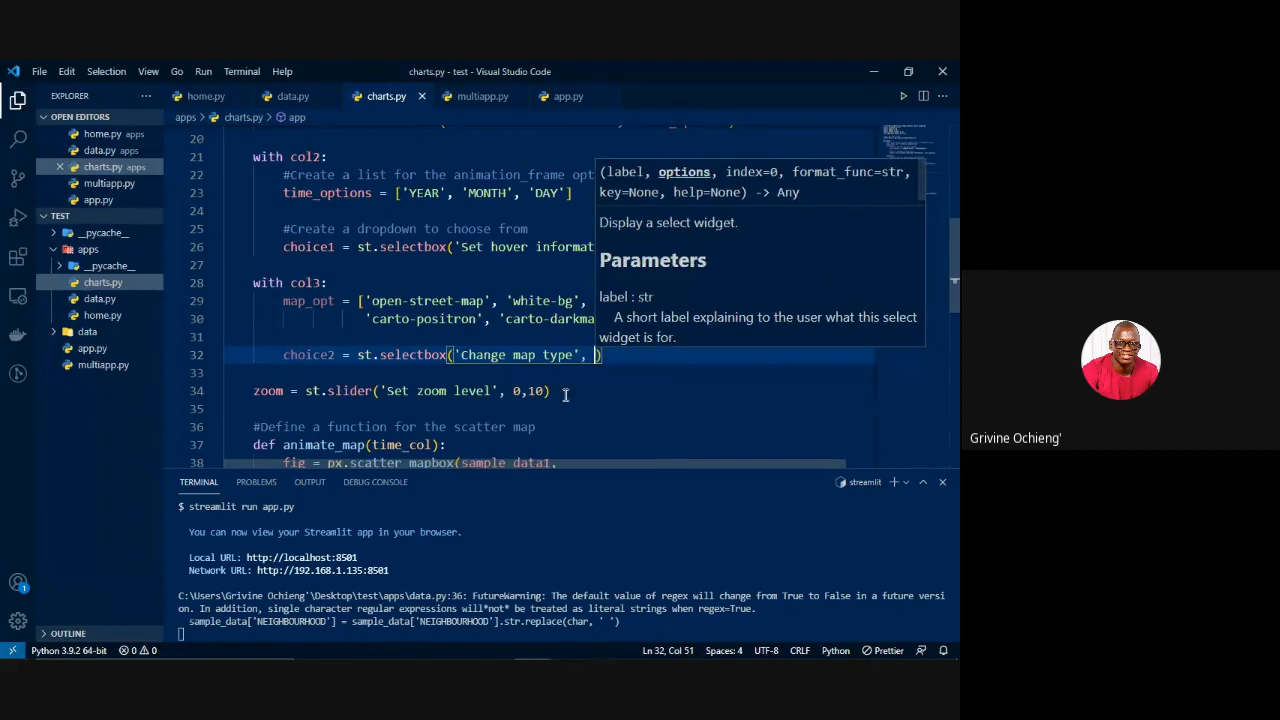 File Edit Selection View Go Run Terminal Help charts.py - test - Visual Studio Code
EXPLORER ... home.py data.py charts.py multiapp.py app.py
OPEN EDITORS
home.py apps
data.py apps
charts.py apps
multiapp.py
app.py
TEST
__pycache__
apps
__pycache__
charts.py
data.py
home.py
data
app.py
multiapp.py
OUTLINE
apps > charts.py > app
20
21 with col2:
22 #Create a list for the animation_frame opt
23 time_options = ['YEAR', 'MONTH', 'DAY']
24
25 #Create a dropdown to choose from
26 choice1 = st.selectbox('Set hover informat
27
28 with col3:
29 map_opt = ['open-street-map', 'white-bg',
30 'carto-positron', 'carto-darkma
31
32 choice2 = st.selectbox('Change map type', )
33
34 zoom = st.slider('Set zoom level', 0,10)
35
36 #Define a function for the scatter map
37 def animate_map(time_col):
38 fig = px.scatter_mapbox(sample_data1,
(label, options, index=0, format_func=str,
key=None, help=None) -> Any
Display a select widget.
Parameters
label : str
A short label explaining to the user what this select
widget is for.
TERMINAL PROBLEMS OUTPUT DEBUG CONSOLE streamlit
$ streamlit run app.py
You can now view your Streamlit app in your browser.
Local URL: http://localhost:8501
Network URL: http://192.168.1.135:8501
C:\Users\Grivine Ochieng'\Desktop\test\apps\data.py:36: FutureWarning: The default value of regex will change from True to False in a future versi
on. In addition, single character regular expressions will*not* be treated as literal strings when regex=True.
sample_data['NEIGHBOURHOOD'] = sample_data['NEIGHBOURHOOD'].str.replace(char, ' ')
Python 3.9.2 64-bit 0 0 Ln 32, Col 51 Spaces: 4 UTF-8 CRLF Python Prettier
1
Grivine Ochieng'